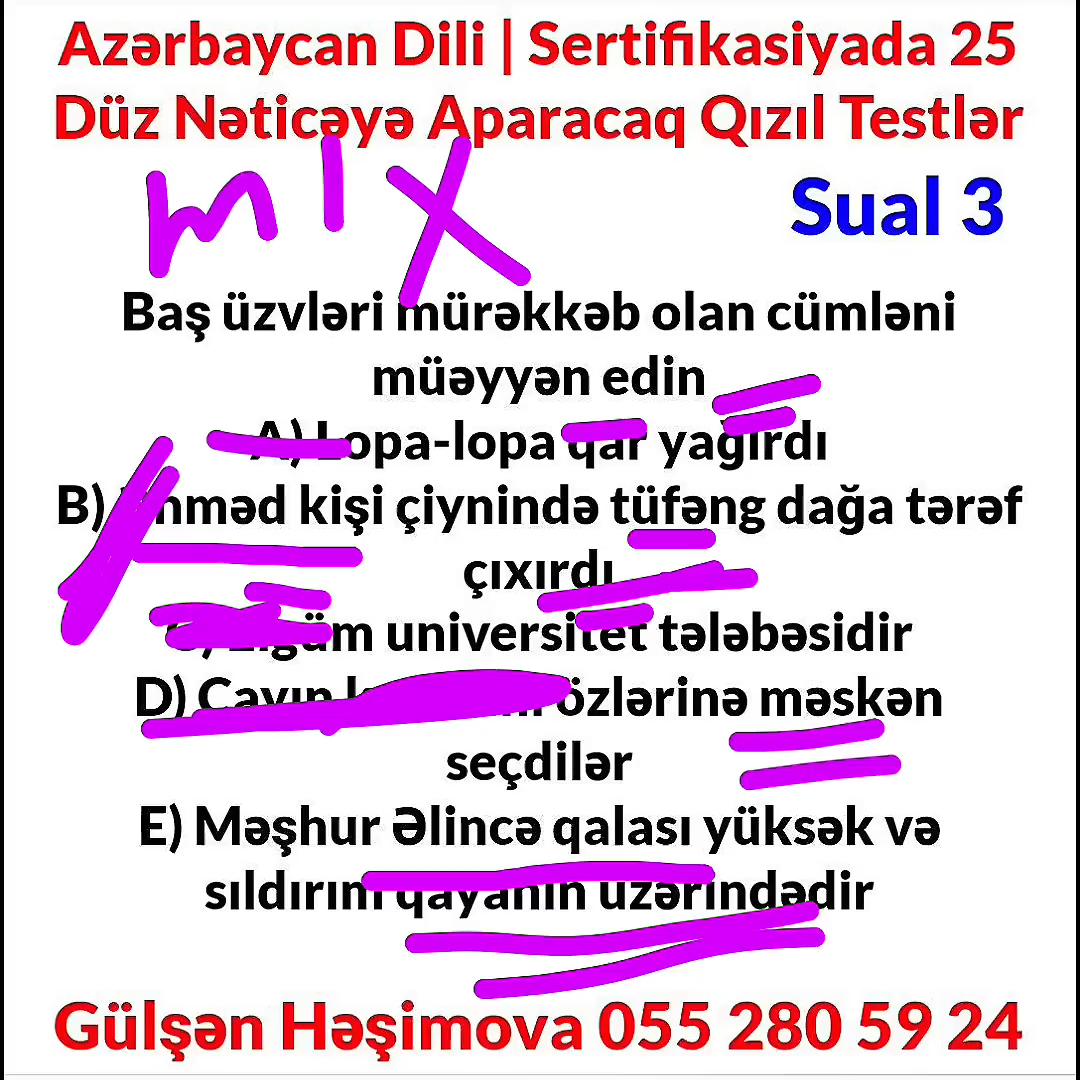 Azərbaycan Dili | Sertifikasiyada 25
Düz Nəticəyə Aparacaq Qızıl Testlər
mIX
Sual 3
Baş üzvləri mürəkkəb olan cümləni
müəyyən edin
A) Lopa-lopa qar yağırdı
B) kişi çiynində tüfəng dağa tərəf
çıxırdı
universitet tələbəsidir
D) özlərinə məskən
seçdilər
E) Məşhur Əlincə qalası yüksək və
sıldırım qayanın üzərindədir
Gülşən Həşimova 055 280 59 24